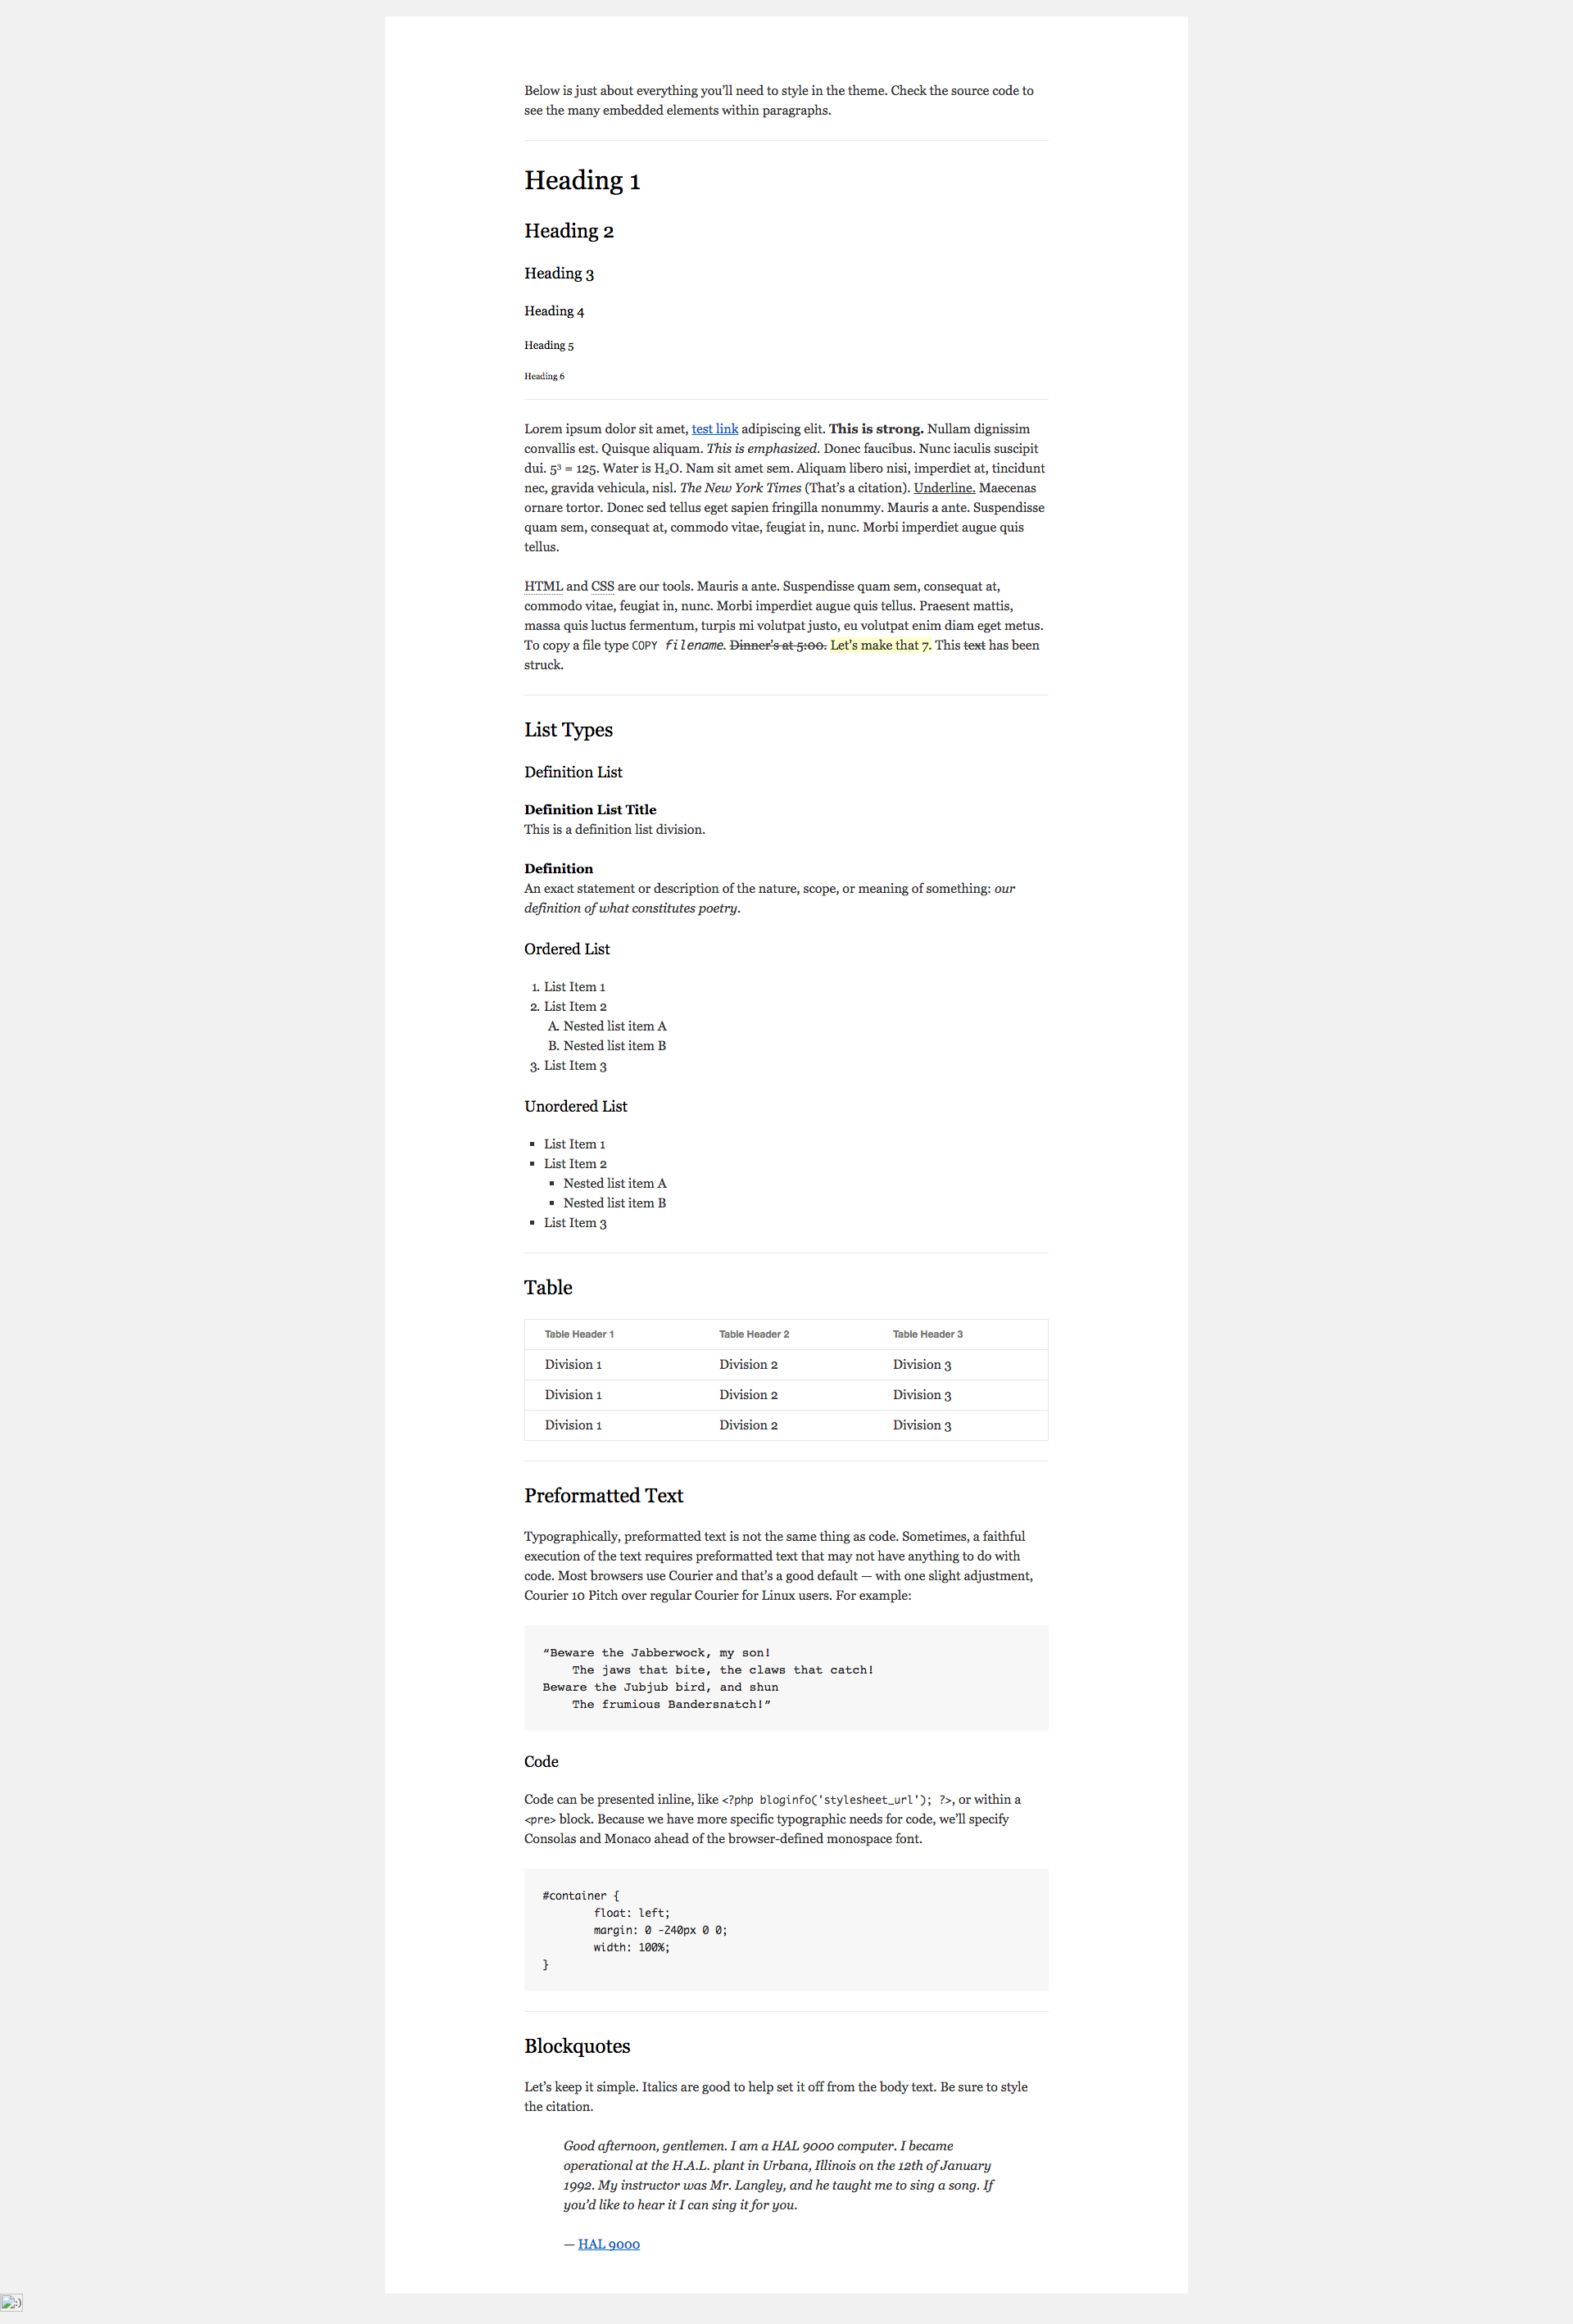 Below is just about everything you’ll need to style in the theme. Check the source code to
see the many embedded elements within paragraphs.
Heading 1
Heading 2
Heading 3
Heading 4
Heading 5
Heading 6
Lorem ipsum dolor sit amet, test link adipiscing elit. This is strong. Nullam dignissim
convallis est. Quisque aliquam. This is emphasized. Donec faucibus. Nunc iaculis suscipit
dui. 5³ = 125. Water is H₂O. Nam sit amet sem. Aliquam libero nisi, imperdiet at, tincidunt
nec, gravida vehicula, nisl. The New York Times (That’s a citation). Underline. Maecenas
ornare tortor. Donec sed tellus eget sapien fringilla nonummy. Mauris a ante. Suspendisse
quam sem, consequat at, commodo vitae, feugiat in, nunc. Morbi imperdiet augue quis
tellus.
HTML and CSS are our tools. Mauris a ante. Suspendisse quam sem, consequat at,
commodo vitae, feugiat in, nunc. Morbi imperdiet augue quis tellus. Praesent mattis,
massa quis luctus fermentum, turpis mi volutpat justo, eu volutpat enim diam eget metus.
To copy a file type COPY filename. Dinner’s at 5:00. Let’s make that 7. This text has been
struck.
List Types
Definition List
Definition List Title
This is a definition list division.
Definition
An exact statement or description of the nature, scope, or meaning of something: our
definition of what constitutes poetry.
Ordered List
1. List Item 1
2. List Item 2
A. Nested list item A
B. Nested list item B
3. List Item 3
Unordered List
▪ List Item 1
▪ List Item 2
▪ Nested list item A
▪ Nested list item B
▪ List Item 3
Table
Table Header 1 Table Header 2 Table Header 3
Division 1 Division 2 Division 3
Division 1 Division 2 Division 3
Division 1 Division 2 Division 3
Preformatted Text
Typographically, preformatted text is not the same thing as code. Sometimes, a faithful
execution of the text requires preformatted text that may not have anything to do with
code. Most browsers use Courier and that’s a good default — with one slight adjustment,
Courier 10 Pitch over regular Courier for Linux users. For example:
“Beware the Jabberwock, my son!
The jaws that bite, the claws that catch!
Beware the Jubjub bird, and shun
The frumious Bandersnatch!”
Code
Code can be presented inline, like <?php bloginfo('stylesheet_url'); ?>, or within a
<pre> block. Because we have more specific typographic needs for code, we’ll specify
Consolas and Monaco ahead of the browser-defined monospace font.
#container {
float: left;
margin: 0 -240px 0 0;
width: 100%;
}
Blockquotes
Let’s keep it simple. Italics are good to help set it off from the body text. Be sure to style
the citation.
Good afternoon, gentlemen. I am a HAL 9000 computer. I became
operational at the H.A.L. plant in Urbana, Illinois on the 12th of January
1992. My instructor was Mr. Langley, and he taught me to sing a song. If
you’d like to hear it I can sing it for you.
— HAL 9000